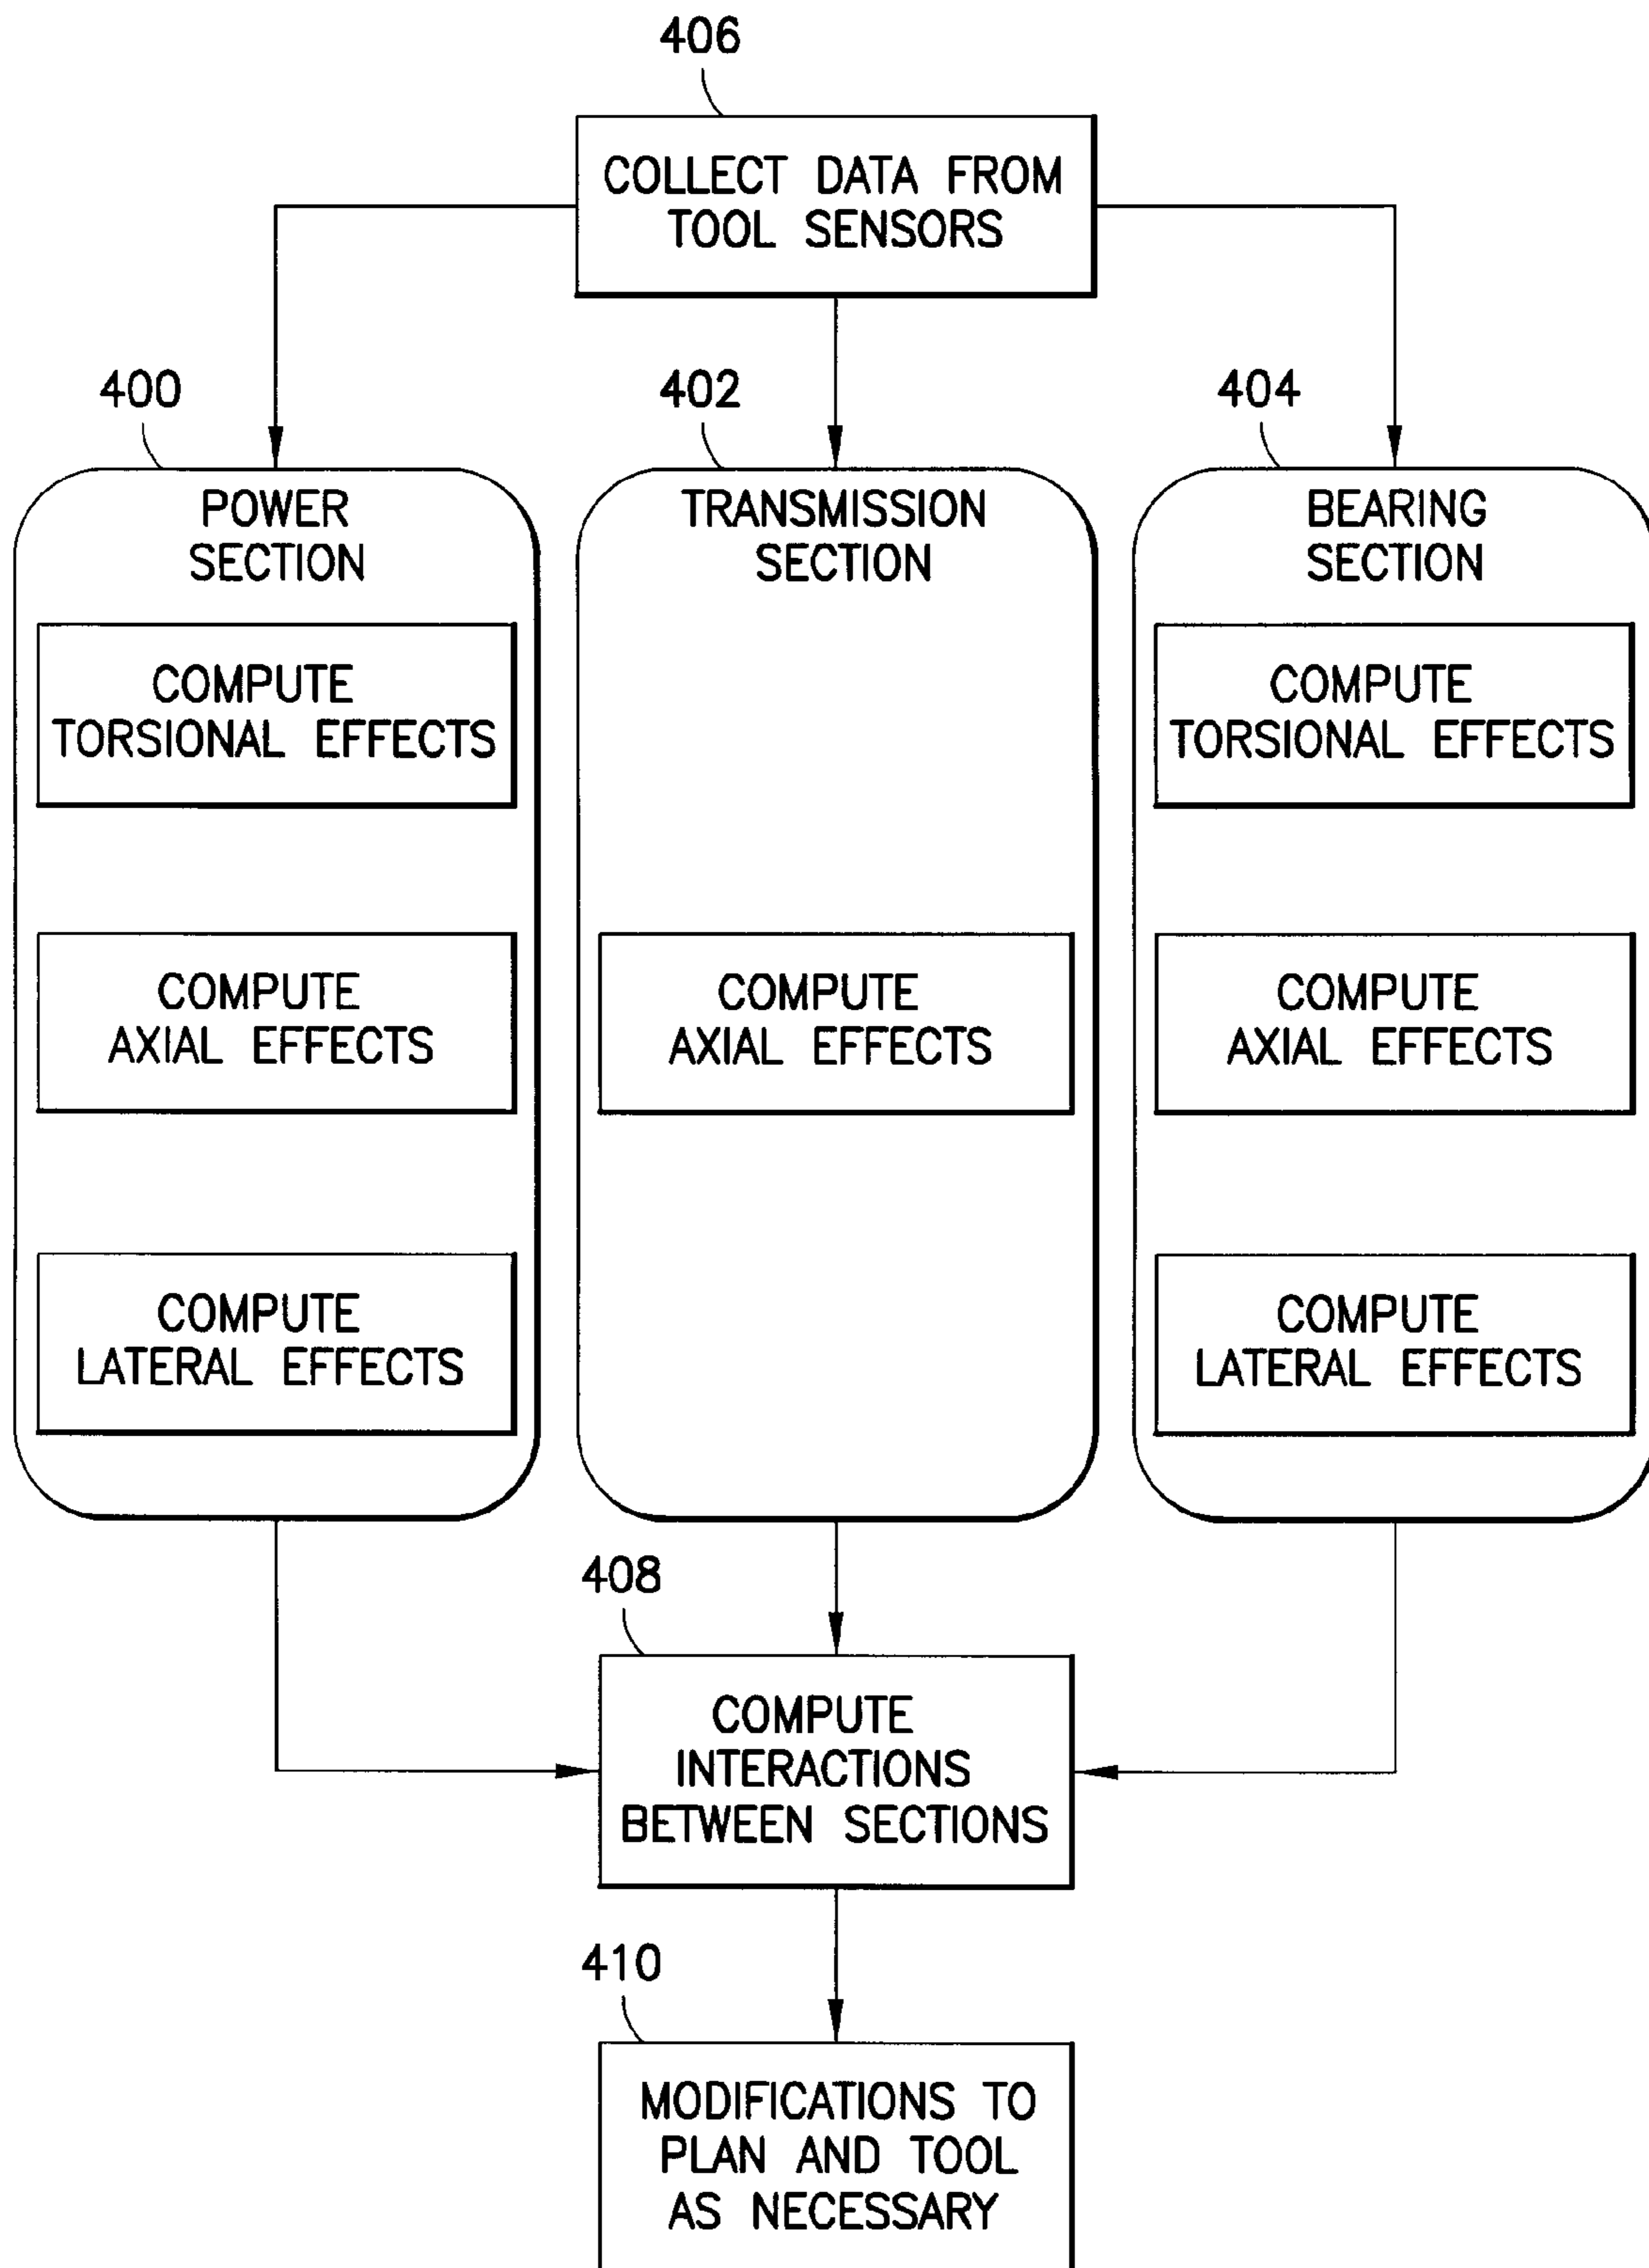 406
COLLECT DATA FROM
TOOL SENSORS
400
402
404
POWER
SECTION
COMPUTE
TORSIONAL EFFECTS
COMPUTE
AXIAL EFFECTS
COMPUTE
LATERAL EFFECTS
TRANSMISSION
SECTION
COMPUTE
AXIAL EFFECTS
BEARING
SECTION
COMPUTE
TORSIONAL EFFECTS
COMPUTE
AXIAL EFFECTS
COMPUTE
LATERAL EFFECTS
408
COMPUTE
INTERACTIONS
BETWEEN SECTIONS
410
MODIFICATIONS TO
PLAN AND TOOL
AS NECESSARY